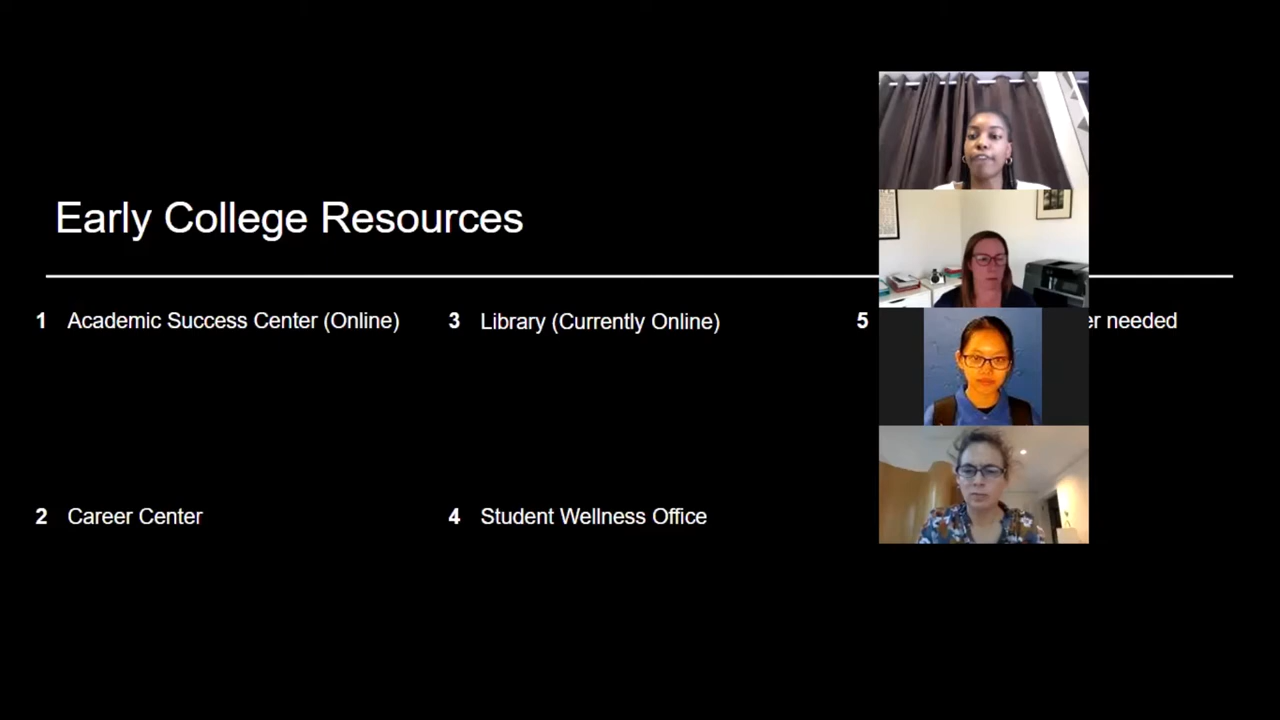 Early College Resources
1 Academic Success Center (Online)
2 Career Center
3 Library (Currently Online)
4 Student Wellness Office
5 needed